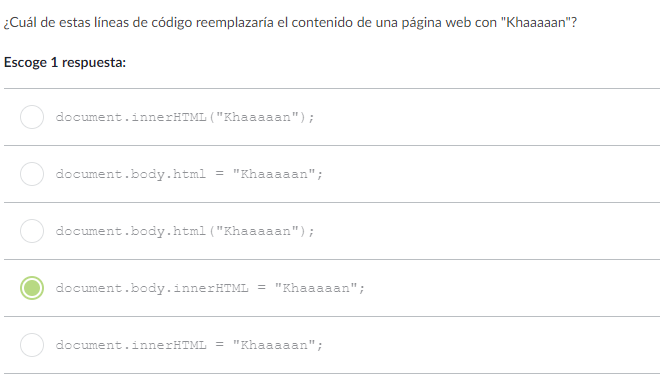 ¿Cuál de estas líneas de código reemplazaría el contenido de una página web con "Khaaaaan"?
Escoge 1 respuesta:
document.innerHTML("Khaaaaan");
document.body.html = "Khaaaaan";
document.body.html("Khaaaaan");
document.body.innerHTML = "Khaaaaan";
document.innerHTML = "Khaaaaan";